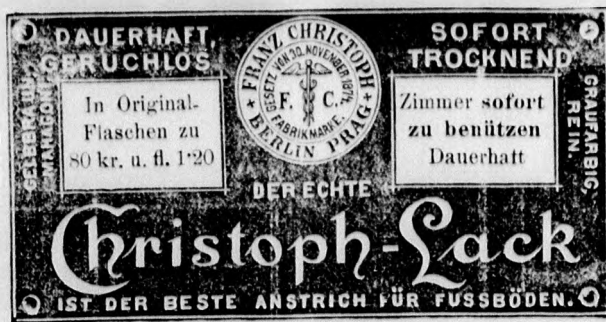 DAUERHAFT,
GERUCHLOS
In Original-
Flaschen zu
80 kr. u. fl. 1·20
GELBBRAUN,
MAHAGONI
FRANZ CHRISTOPH
BERLIN PRAG
GESETZ VON 30. NOVEMBER 1874.
F. C.
FABRIKMARKE.
SOFORT
TROCKNEND
Zimmer sofort
zu benützen
Dauerhaft
GRAUFARBIG,
REIN.
DER ECHTE
Christoph-Lack
IST DER BESTE ANSTRICH FÜR FUSSBÖDEN.